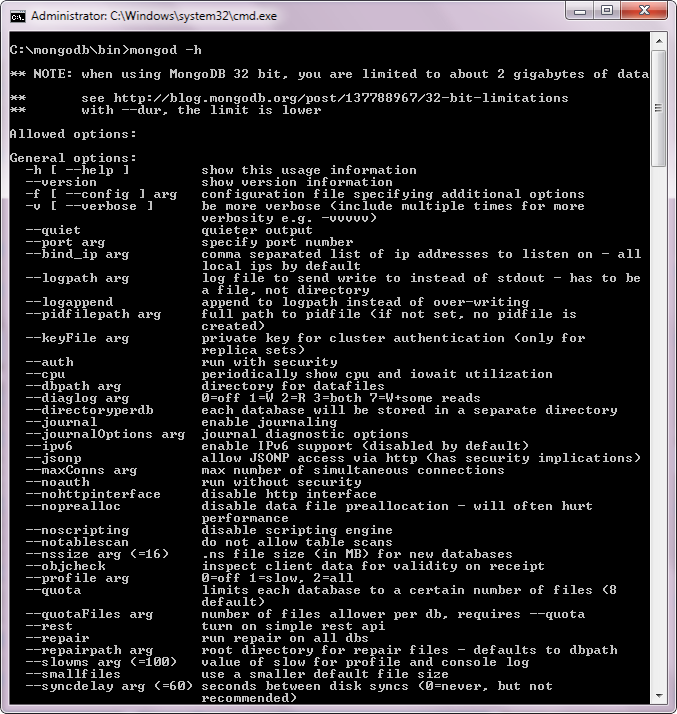 Administrator: C:\Windows\system32\cmd.exe
C:\mongodb\bin>mongod -h
** NOTE: when using MongoDB 32 bit, you are limited to about 2 gigabytes of data
**       see http://blog.mongodb.org/post/137788967/32-bit-limitations
**       with --dur, the limit is lower
Allowed options:
General options:
  -h [ --help ]         show this usage information
  --version             show version information
  -f [ --config ] arg   configuration file specifying additional options
  -v [ --verbose ]      be more verbose (include multiple times for more
                        verbosity e.g. -vvvvv)
  --quiet               quieter output
  --port arg            specify port number
  --bind_ip arg         comma separated list of ip addresses to listen on - all
                        local ips by default
  --logpath arg         log file to send write to instead of stdout - has to be
                        a file, not directory
  --logappend           append to logpath instead of over-writing
  --pidfilepath arg     full path to pidfile (if not set, no pidfile is
                        created)
  --keyFile arg         private key for cluster authentication (only for
                        replica sets)
  --auth                run with security
  --cpu                 periodically show cpu and iowait utilization
  --dbpath arg          directory for datafiles
  --diaglog arg         0=off 1=W 2=R 3=both 7=W+some reads
  --directoryperdb      each database will be stored in a separate directory
  --journal             enable journaling
  --journalOptions arg  journal diagnostic options
  --ipv6                enable IPv6 support (disabled by default)
  --jsonp               allow JSONP access via http (has security implications)
  --maxConns arg        max number of simultaneous connections
  --noauth              run without security
  --nohttpinterface     disable http interface
  --noprealloc          disable data file preallocation - will often hurt
                        performance
  --noscripting         disable scripting engine
  --notablescan         do not allow table scans
  --nssize arg (=16)    .ns file size (in MB) for new databases
  --objcheck            inspect client data for validity on receipt
  --profile arg         0=off 1=slow, 2=all
  --quota               limits each database to a certain number of files (8
                        default)
  --quotaFiles arg      number of files allower per db, requires --quota
  --rest                turn on simple rest api
  --repair              run repair on all dbs
  --repairpath arg      root directory for repair files - defaults to dbpath
  --slowms arg (=100)   value of slow for profile and console log
  --smallfiles          use a smaller default file size
  --syncdelay arg (=60) seconds between disk syncs (0=never, but not
                        recommended)